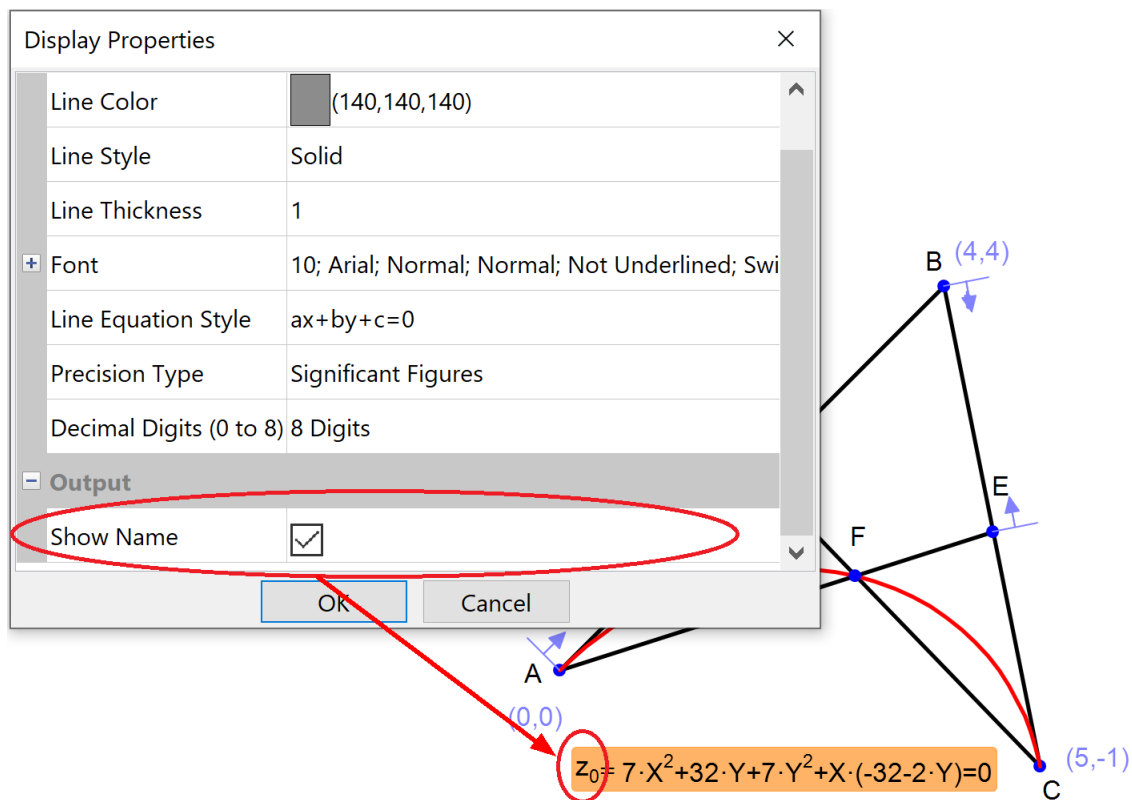 Display Properties
Line Color (140,140,140)
Line Style Solid
Line Thickness 1
Font 10; Arial; Normal; Normal; Not Underlined; Swi
Line Equation Style ax+by+c=0
Precision Type Significant Figures
Decimal Digits (0 to 8) 8 Digits
Output
Show Name
OK Cancel
B (4,4)
E
F
A
(0,0)
z₀= 7·X²+32·Y+7·Y²+X·(-32-2·Y)=0
(5,-1)
C